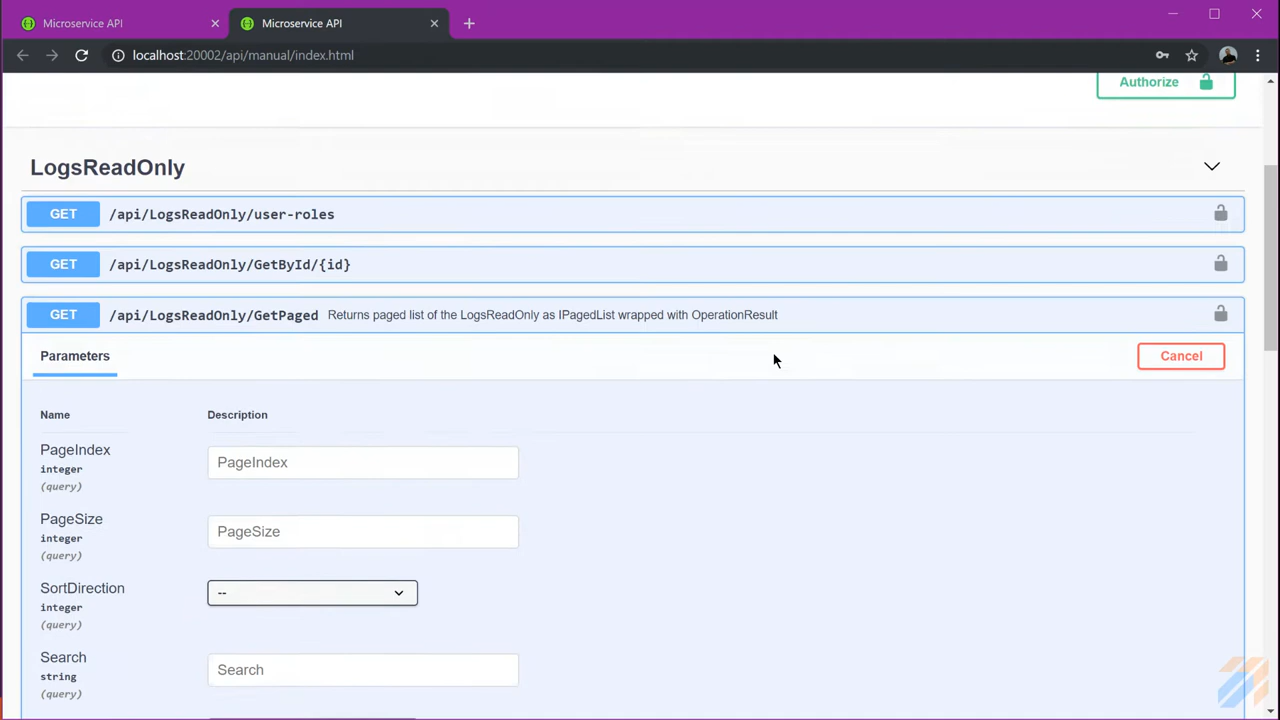 Microservice API
Microservice API
localhost:20002/api/manual/index.html
Authorize
LogsReadOnly
GET /api/LogsReadOnly/user-roles
GET /api/LogsReadOnly/GetById/{id}
GET /api/LogsReadOnly/GetPaged Returns paged list of the LogsReadOnly as IPagedList wrapped with OperationResult
Parameters Cancel
Name Description
PageIndex
integer
(query)
PageIndex
PageSize
integer
(query)
PageSize
SortDirection
integer
(query)
--
Search
string
(query)
Search